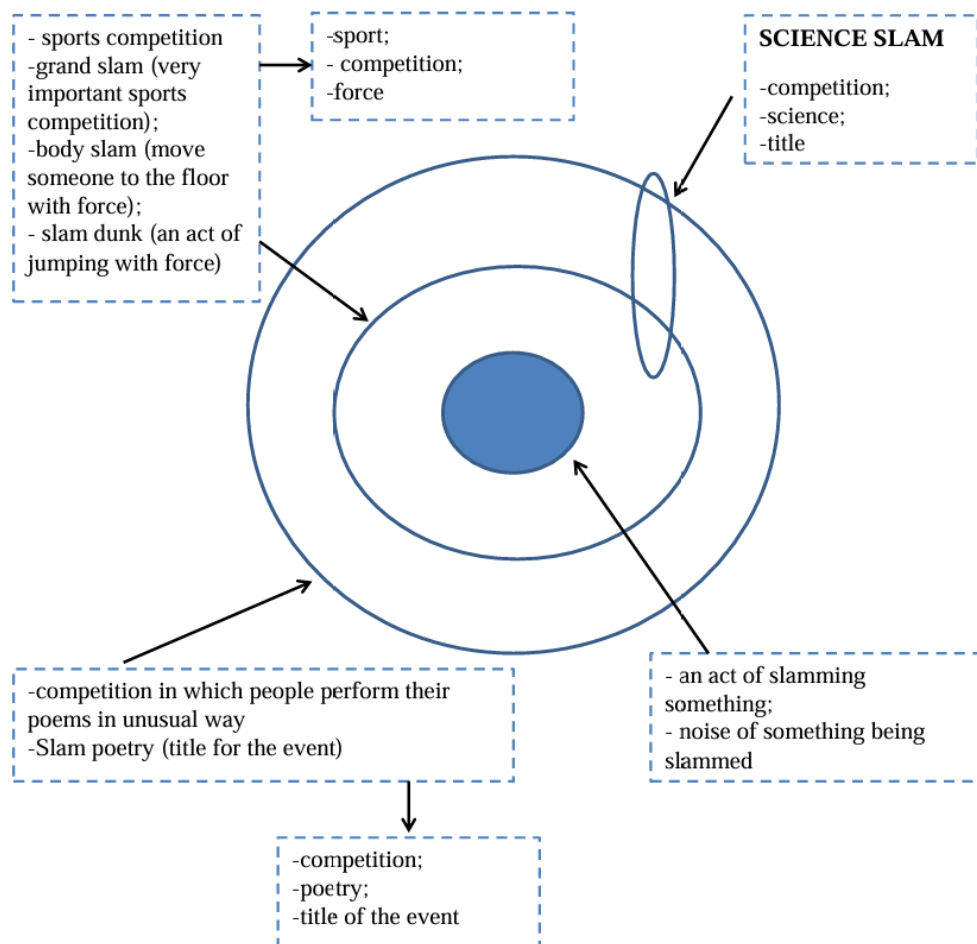 - sports competition
-grand slam (very
important sports
competition);
-body slam (move
someone to the floor
with force);
- slam dunk (an act of
jumping with force)
-sport;
- competition;
-force
SCIENCE SLAM
-competition;
-science;
-title
-competition in which people perform their
poems in unusual way
-Slam poetry (title for the event)
- an act of slamming
something;
- noise of something being
slammed
-competition;
-poetry;
-title of the event